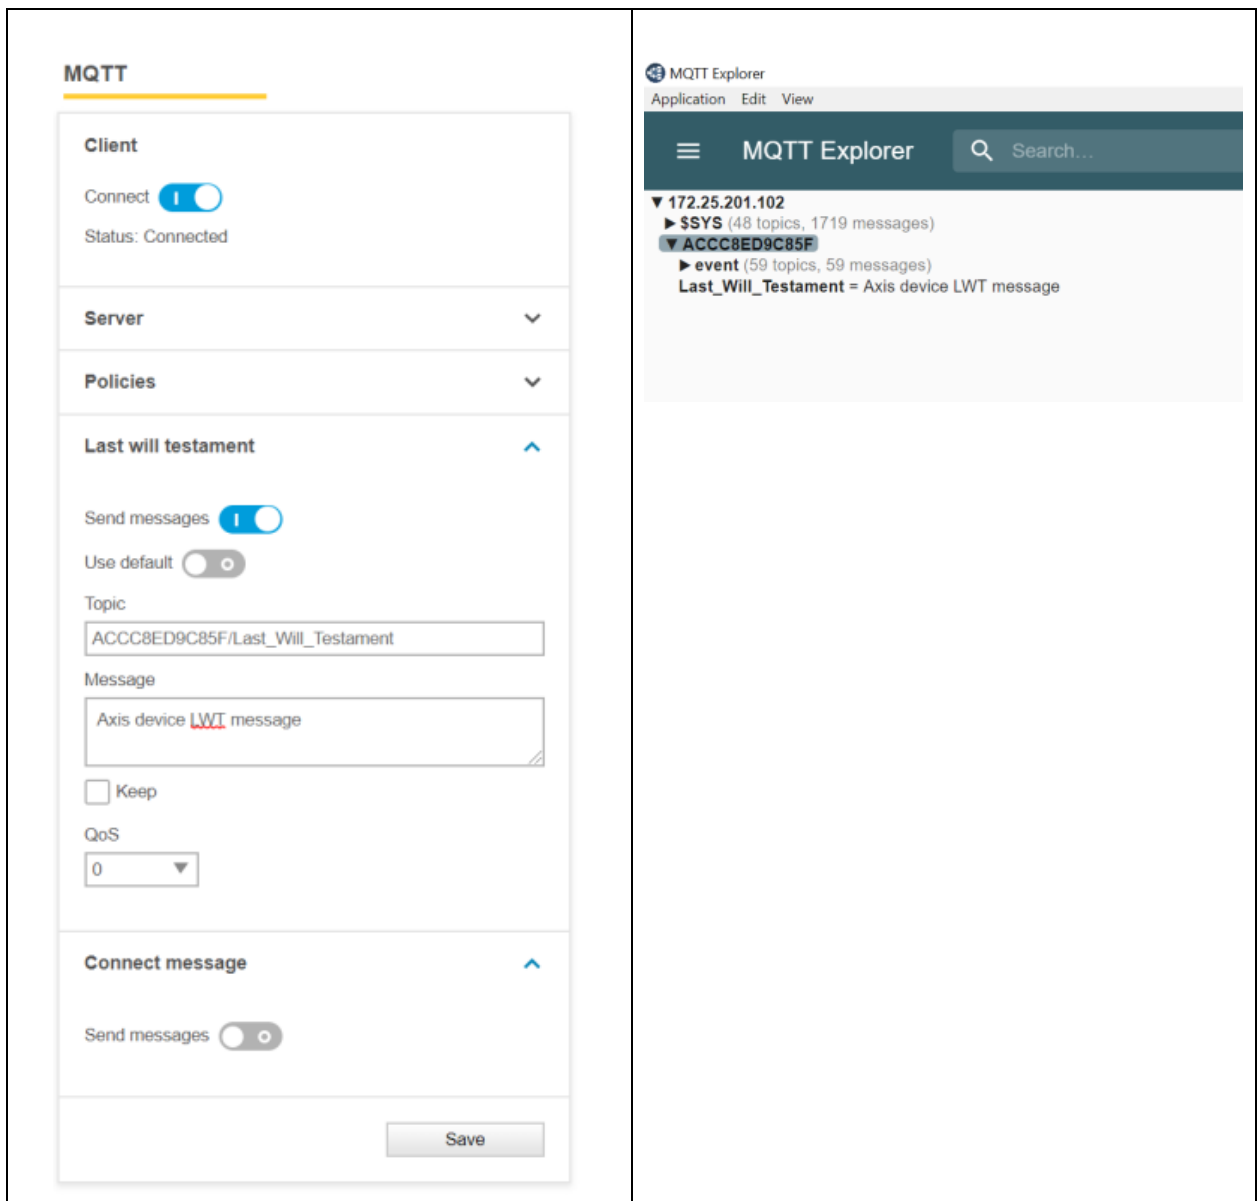 MQTT
Client
Connect
Status: Connected
Server
Policies
Last will testament
Send messages
Use default
Topic
ACCC8ED9C85F/Last_Will_Testament
Message
Axis device LWT message
Keep
QoS
0
Connect message
Send messages
Save
MQTT Explorer
Application Edit View
MQTT Explorer
Search...
172.25.201.102
$SYS (48 topics, 1719 messages)
ACCC8ED9C85F
event (59 topics, 59 messages)
Last_Will_Testament = Axis device LWT message